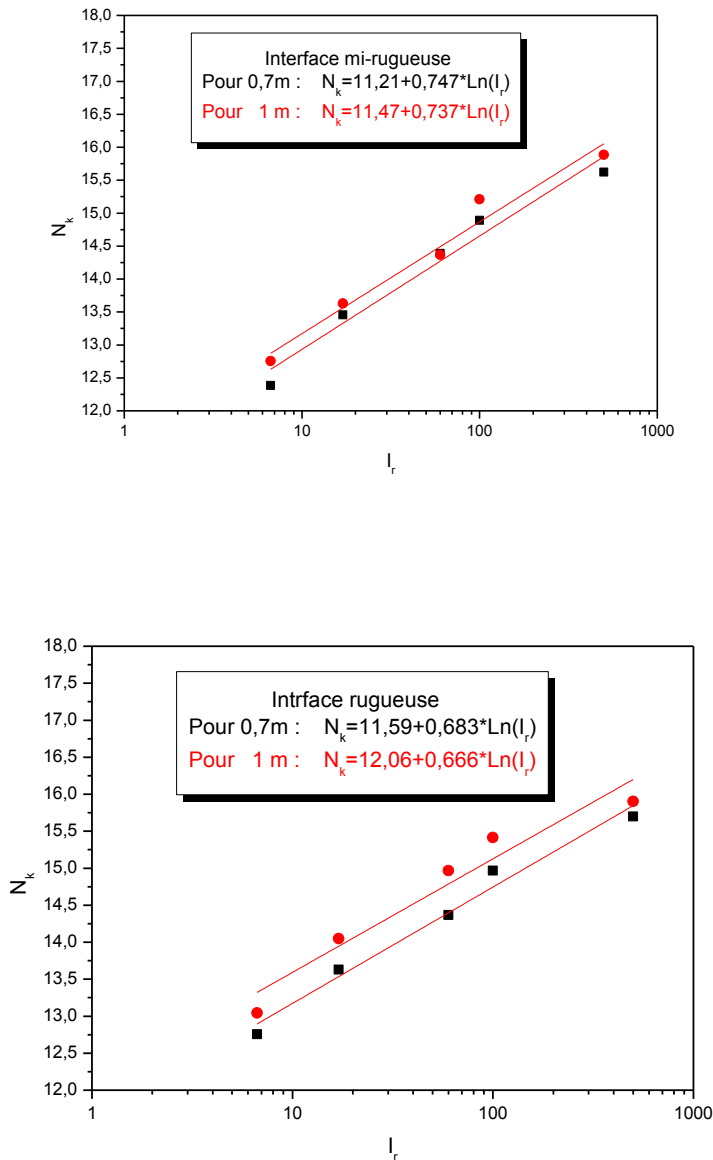 18,0
17,5
17,0
16,5
16,0
15,5
15,0
14,5
14,0
13,5
13,0
12,5
12,0
N_k
Interface mi-rugueuse
Pour 0,7m : N_k=11,21+0,747*Ln(I_r)
Pour 1 m : N_k=11,47+0,737*Ln(I_r)
1 10 100 1000
I_r
18,0
17,5
17,0
16,5
16,0
15,5
15,0
14,5
14,0
13,5
13,0
12,5
12,0
N_k
Intrface rugueuse
Pour 0,7m : N_k=11,59+0,683*Ln(I_r)
Pour 1 m : N_k=12,06+0,666*Ln(I_r)
1 10 100 1000
I_r